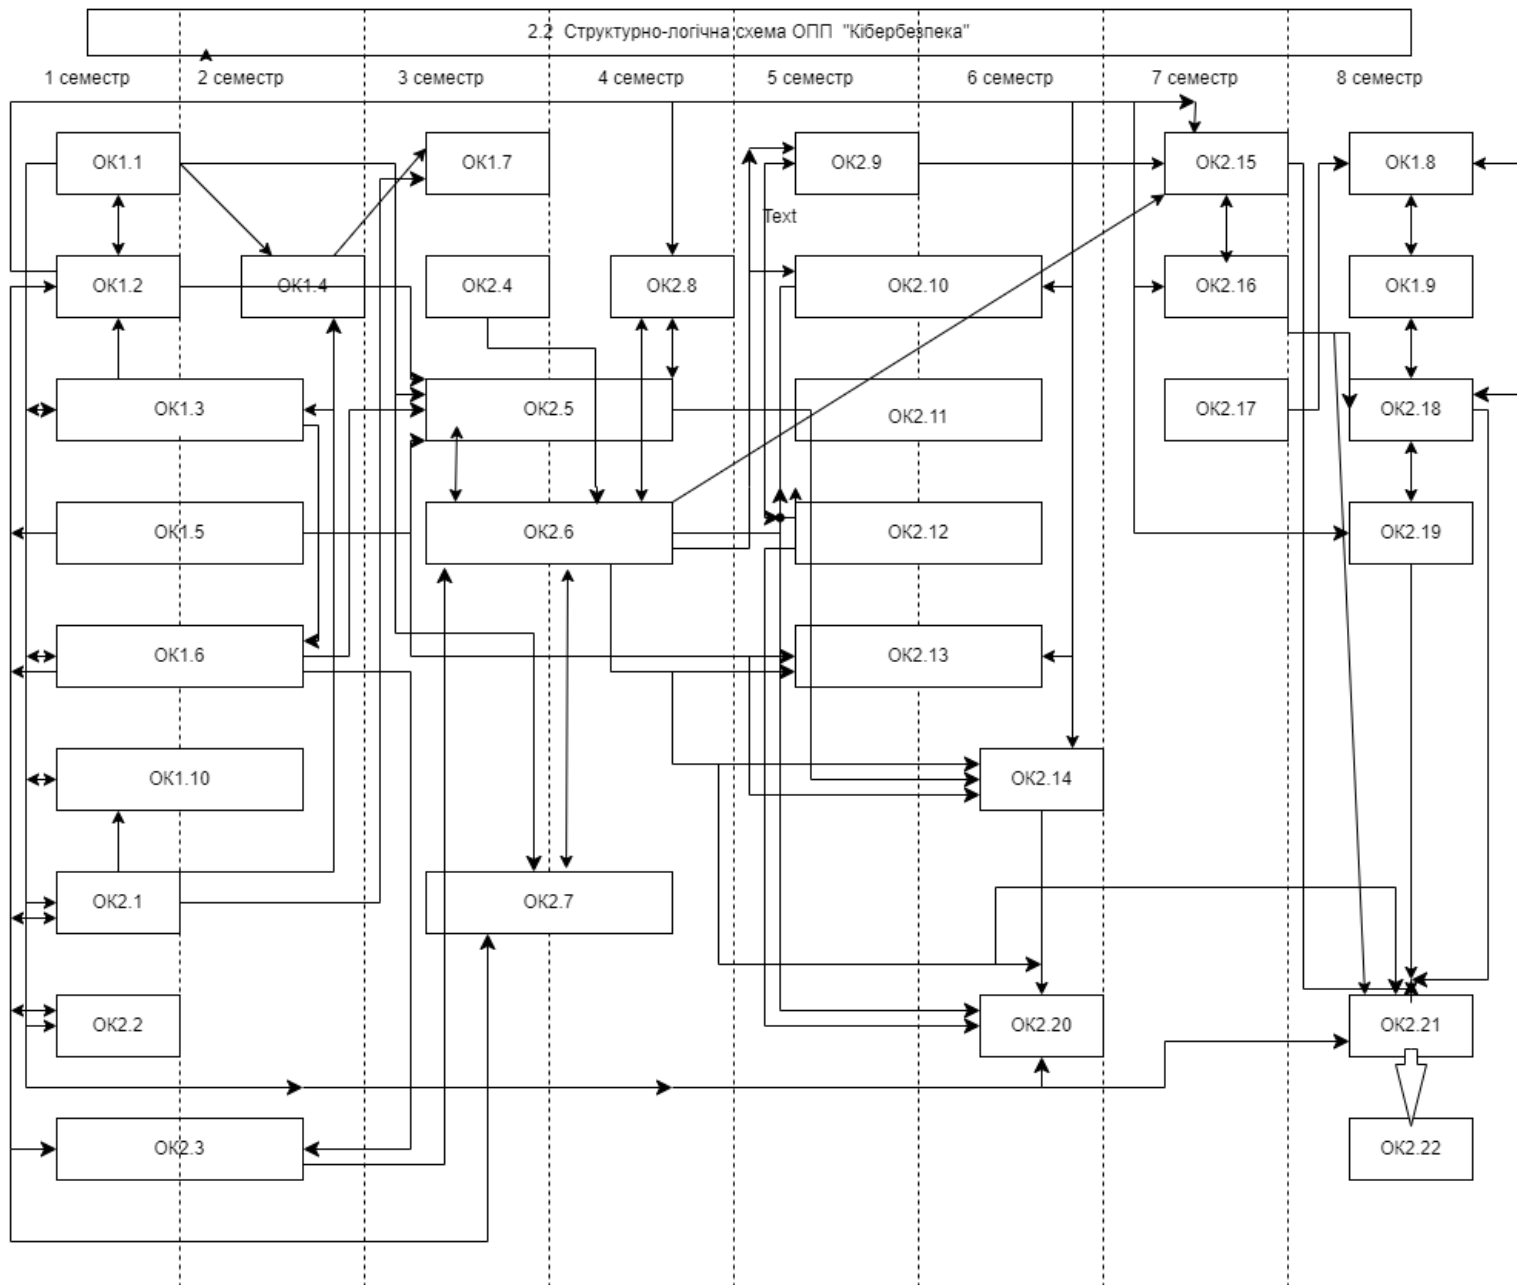 2.2 Структурно-логічна схема ОПП "Кібербезпека"
1 семестр 2 семестр 3 семестр 4 семестр 5 семестр 6 семестр 7 семестр 8 семестр
ОК1.1 ОК1.7 ОК2.9 ОК2.15 ОК1.8
Text
ОК1.2 ОК1.4 ОК2.4 ОК2.8 ОК2.10 ОК2.16 ОК1.9
ОК1.3 ОК2.5 ОК2.11 ОК2.17 ОК2.18
ОК1.5 ОК2.6 ОК2.12 ОК2.19
ОК1.6 ОК2.13
ОК1.10 ОК2.14
ОК2.1 ОК2.7
ОК2.2 ОК2.20 ОК2.21
ОК2.3 ОК2.22